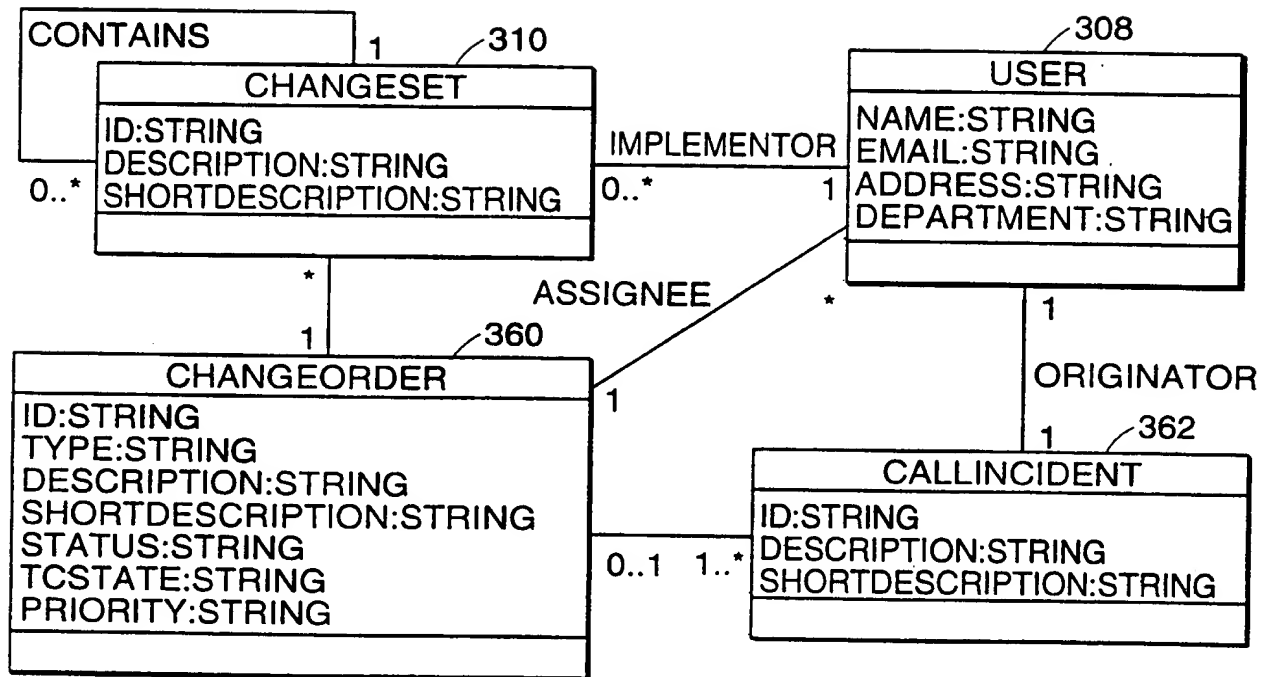 CONTAINS
1
310
CHANGESET
ID:STRING
DESCRIPTION:STRING
SHORTDESCRIPTION:STRING
0..*
IMPLEMENTOR
0..*
1
308
USER
NAME:STRING
EMAIL:STRING
ADDRESS:STRING
DEPARTMENT:STRING
*
1
ASSIGNEE
*
1
1
ORIGINATOR
1
360
CHANGEORDER
ID:STRING
TYPE:STRING
DESCRIPTION:STRING
SHORTDESCRIPTION:STRING
STATUS:STRING
TCSTATE:STRING
PRIORITY:STRING
0..1
1..*
362
CALLINCIDENT
ID:STRING
DESCRIPTION:STRING
SHORTDESCRIPTION:STRING